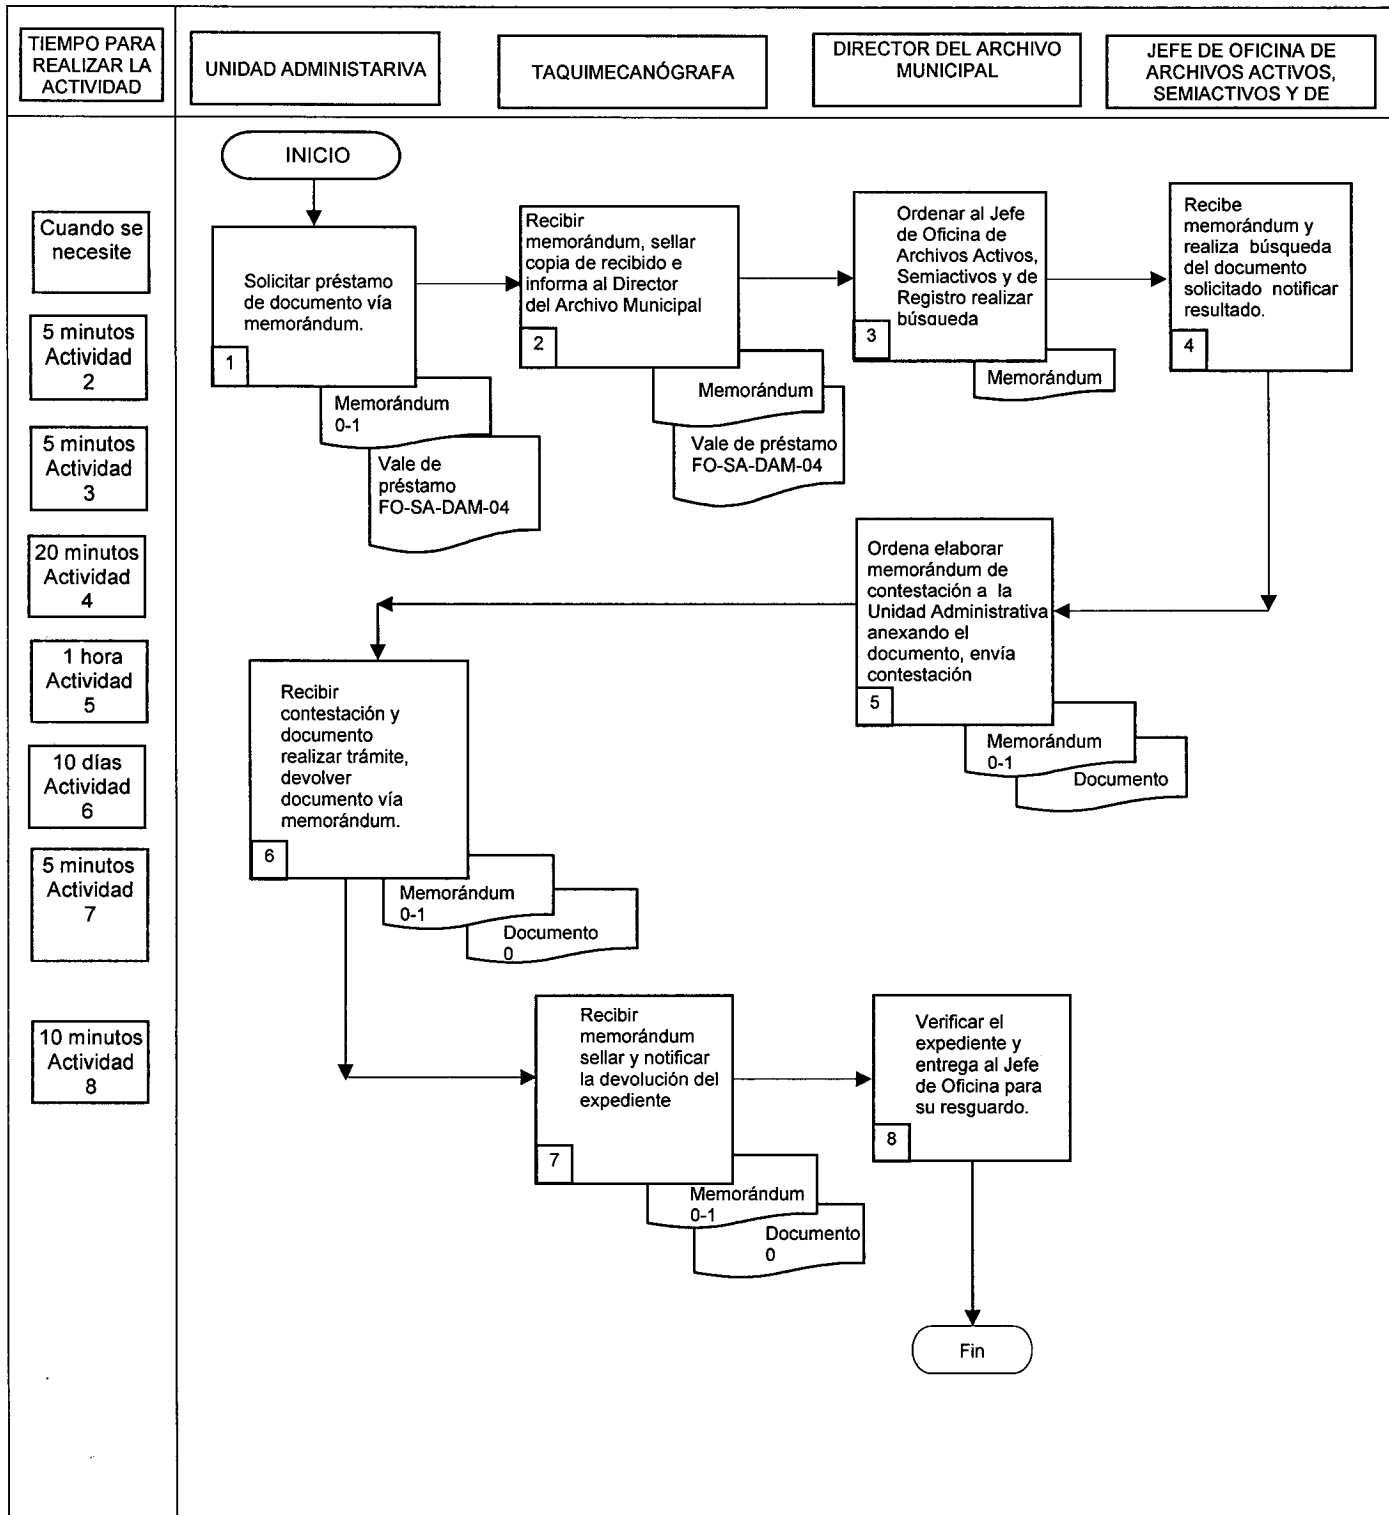 TIEMPO PARA
REALIZAR LA
ACTIVIDAD
UNIDAD ADMINISTARIVA
TAQUIMECANÓGRAFA
DIRECTOR DEL ARCHIVO
MUNICIPAL
JEFE DE OFICINA DE
ARCHIVOS ACTIVOS,
SEMIACTIVOS Y DE
INICIO
Cuando se
necesite
5 minutos
Actividad
2
5 minutos
Actividad
3
20 minutos
Actividad
4
1 hora
Actividad
5
10 días
Actividad
6
5 minutos
Actividad
7
10 minutos
Actividad
8
Solicitar préstamo
de documento vía
memorándum.
1
Memorándum
0-1
Vale de
préstamo
FO-SA-DAM-04
Recibir
memorándum, sellar
copia de recibido e
informa al Director
del Archivo Municipal
2
Memorándum
Vale de préstamo
FO-SA-DAM-04
Ordenar al Jefe
de Oficina de
Archivos Activos,
Semiactivos y de
Registro realizar
búsqueda
3
Memorándum
Recibe
memorándum y
realiza búsqueda
del documento
solicitado notificar
resultado.
4
Ordena elaborar
memorándum de
contestación a la
Unidad Administrativa
anexando el
documento, envía
contestación
5
Memorándum
0-1
Documento
Recibir
contestación y
documento
realizar trámite,
devolver
documento vía
memorándum.
6
Memorándum
0-1
Documento
0
Recibir
memorándum
sellar y notificar
la devolución del
expediente
7
Memorándum
0-1
Documento
0
Verificar el
expediente y
entrega al Jefe
de Oficina para
su resguardo.
8
Fin